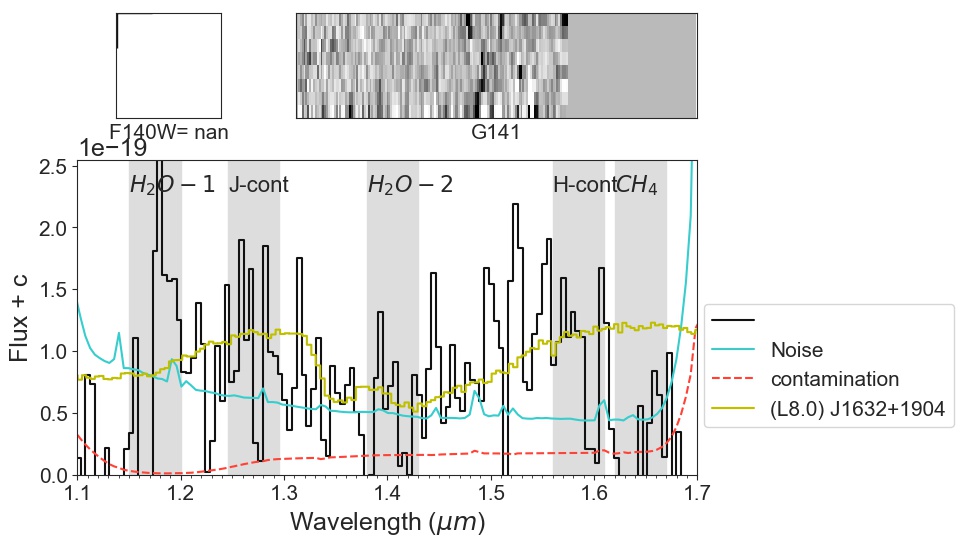 F140W= nan
G141
1e−19
H₂O − 1 J-cont H₂O − 2 H-cont CH₄
2.5
2.0
1.5
1.0
0.5
0.0
Flux + c
1.1 1.2 1.3 1.4 1.5 1.6 1.7
Wavelength (μm)
Noise
contamination
(L8.0) J1632+1904